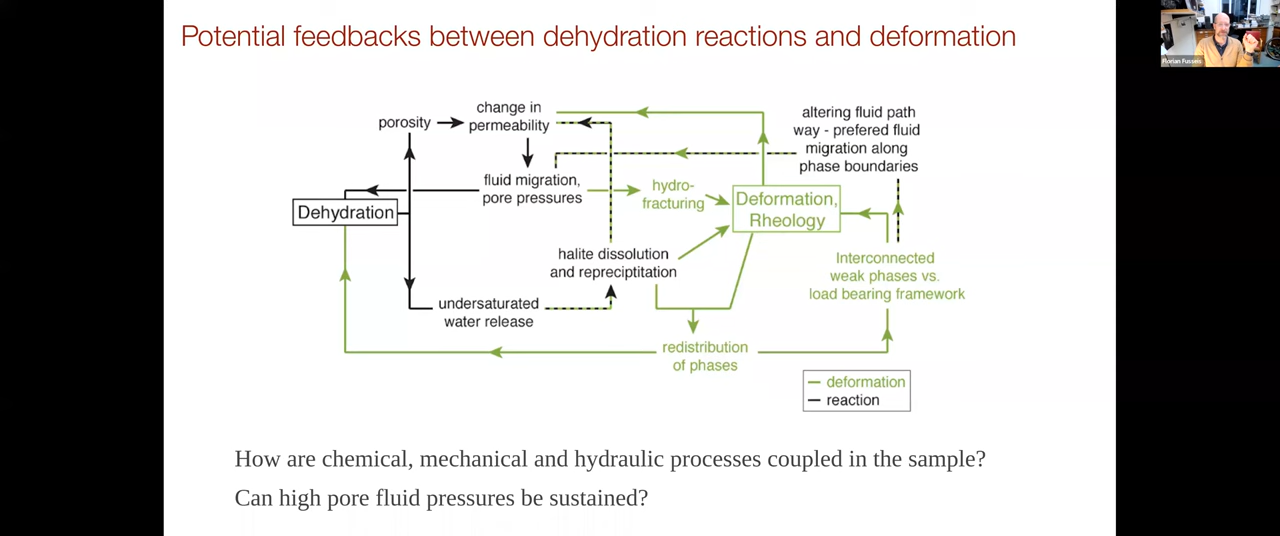 Potential feedbacks between dehydration reactions and deformation
Florian Fusseis
change in
permeability
porosity
altering fluid path
way - prefered fluid
migration along
phase boundaries
fluid migration,
pore pressures
hydro-
fracturing
Deformation,
Rheology
Dehydration
halite dissolution
and repreciptitation
Interconnected
weak phases vs.
load bearing framework
undersaturated
water release
redistribution
of phases
deformation
reaction
How are chemical, mechanical and hydraulic processes coupled in the sample?
Can high pore fluid pressures be sustained?